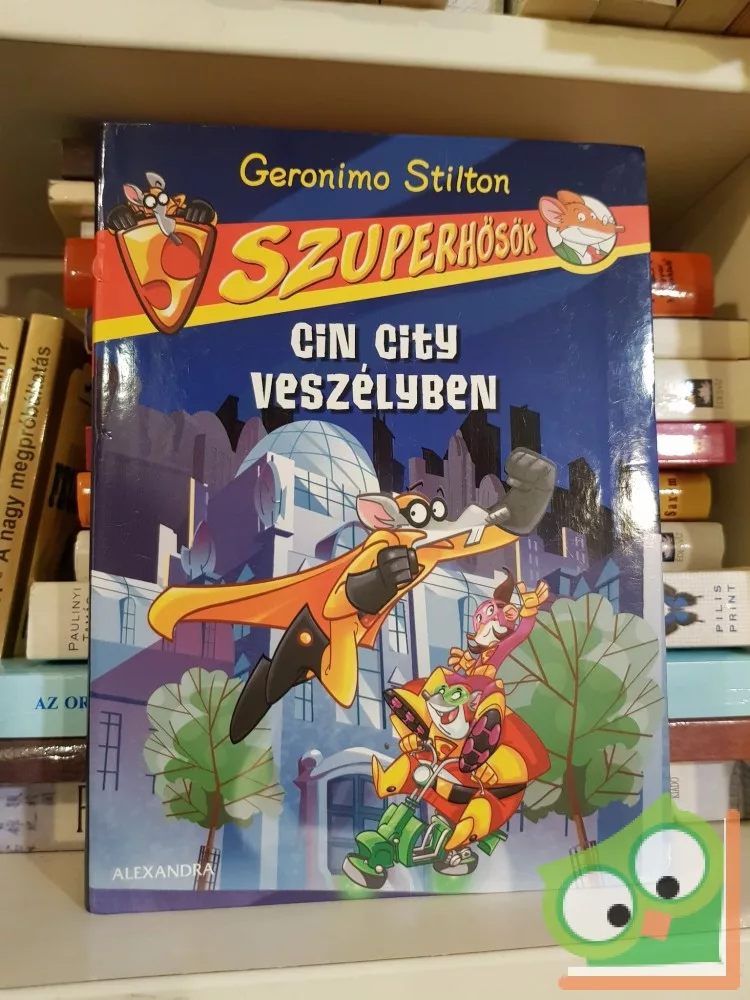 Geronimo Stilton
SZUPERHŐSÖK
CiN City
VESZÉLYBEN
ALEXANDRA
A nagy megpróbáltatás
PAULINYI
AZ OR
PILIS
PRINT